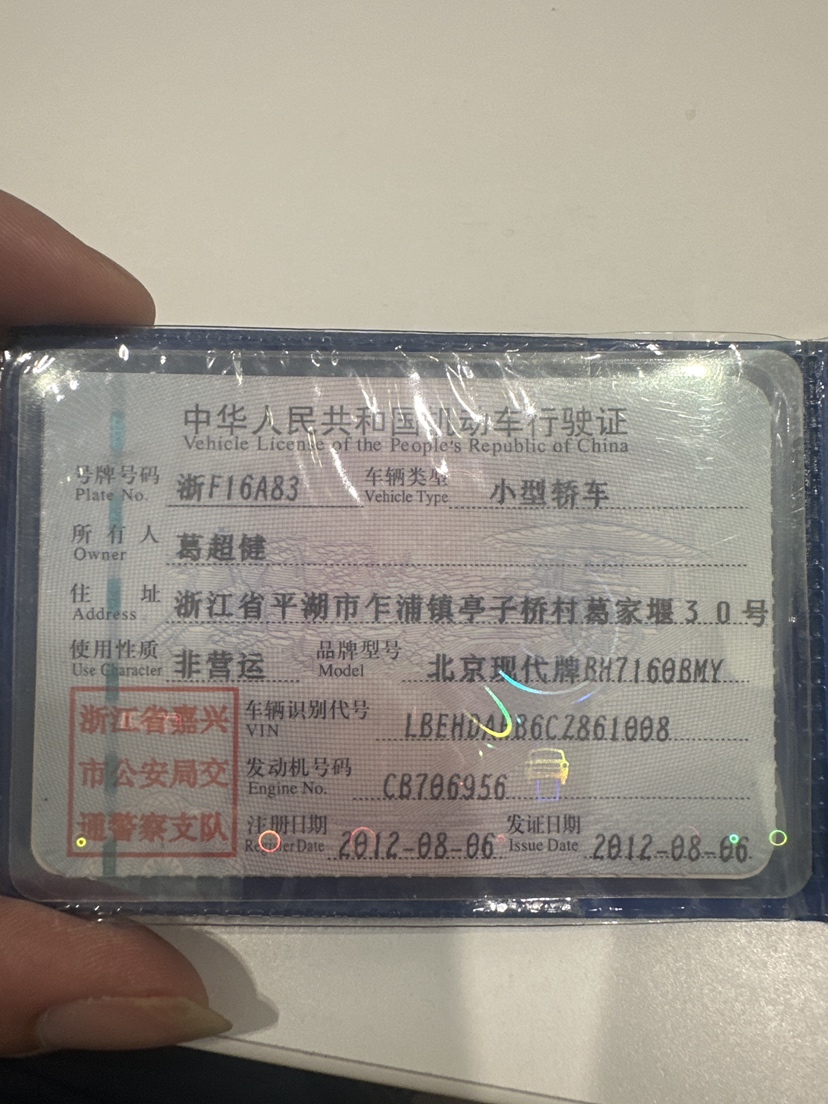 中华人民共和国机动车行驶证
Vehicle License of the People's Republic of China
号牌号码 浙F16A83 车辆类型 小型轿车
Plate No. Vehicle Type
所有人 葛超健
Owner
住址 浙江省平湖市乍浦镇亭子桥村葛家堰30号
Address
使用性质 非营运 品牌型号 北京现代牌BH7160BMY
Use Character Model
浙江省嘉兴
市公安局交
通警察支队
车辆识别代号
VIN
发动机号码 CB706956
Engine No.
注册日期 2012-08-06 发证日期 2012-08-06
Register Date Issue Date